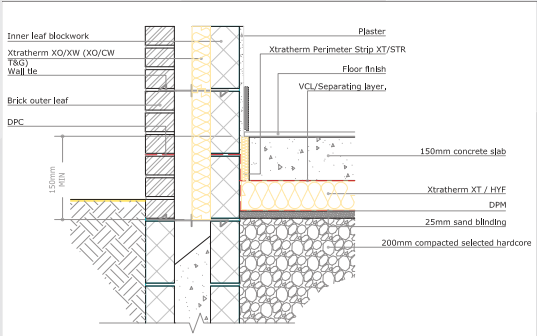 Inner leaf blockwork
Xtratherm XO/XW (XO/CW
T&G)
Wall tie
Brick outer leaf
DPC
150mm
MIN
Plaster
Xtratherm Perimeter Strip XT/STR
Floor finish
VCL/Separating layer,
150mm concrete slab
Xtratherm XT / HYF
DPM
25mm sand blinding
200mm compacted selected hardcore